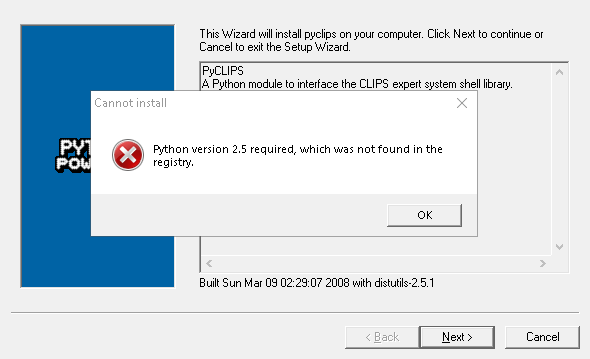 This Wizard will install pyclips on your computer. Click Next to continue or
Cancel to exit the Setup Wizard.
PyCLIPS
A Python module to interface the CLIPS expert system shell library.
Cannot install
Python version 2.5 required, which was not found in the
registry.
OK
Built Sun Mar 09 02:29:07 2008 with distutils-2.5.1
< Back
Next >
Cancel